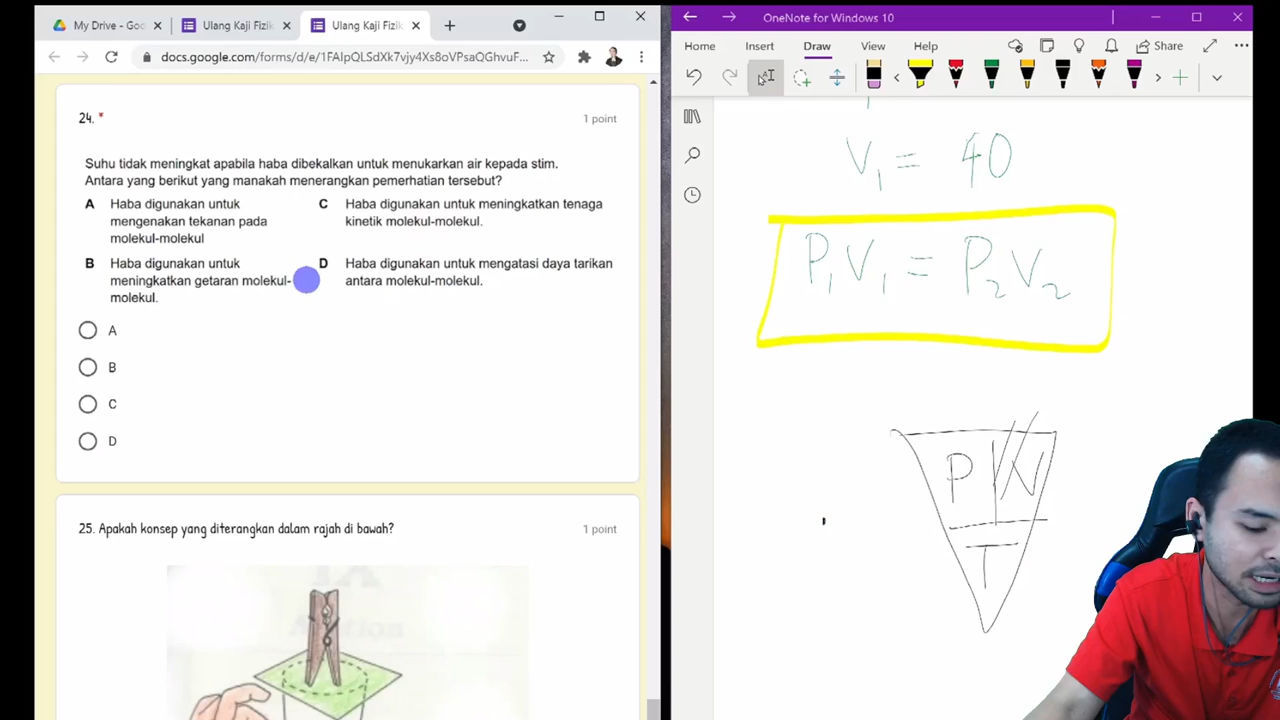 My Drive - Goo
Ulang Kaji Fizik
Ulang Kaji Fizik
docs.google.com/forms/d/e/1FAIpQLSdXk7vjy4Xs8oVPsaQGhvuF...
24. *
1 point
Suhu tidak meningkat apabila haba dibekalkan untuk menukarkan air kepada stim.
Antara yang berikut yang manakah menerangkan pemerhatian tersebut?
A Haba digunakan untuk
mengenakan tekanan pada
molekul-molekul
B Haba digunakan untuk
meningkatkan getaran molekul-
molekul.
C Haba digunakan untuk meningkatkan tenaga
kinetik molekul-molekul.
D Haba digunakan untuk mengatasi daya tarikan
antara molekul-molekul.
A
B
C
D
25. Apakah konsep yang diterangkan dalam rajah di bawah?
1 point
OneNote for Windows 10
Home Insert Draw View Help
Share
V₁ = 40
P₁V₁ = P₂V₂
P V
T